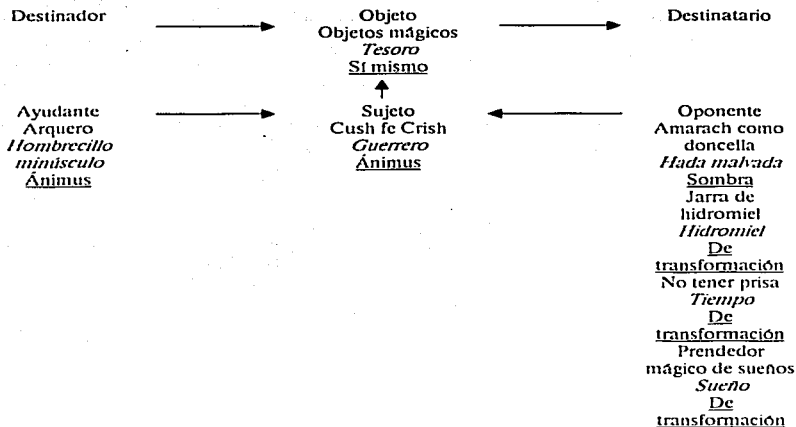 Destinador
Objeto
Objetos mágicos
Tesoro
Sí mismo
Destinatario
Ayudante
Arquero
Hombrecillo
minúsculo
Ánimus
Sujeto
Cush fe Crish
Guerrero
Ánimus
Oponente
Amarach como
doncella
Hada malvada
Sombra
Jarra de
hidromiel
Hidromiel
De
transformación
No tener prisa
Tiempo
De
transformación
Prendedor
mágico de sueños
Sueño
De
transformación